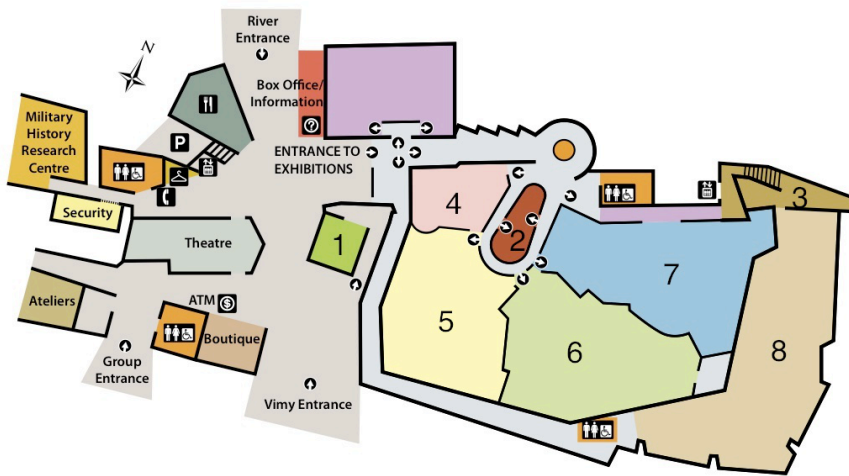 River
Entrance
N
Box Office/
Information
?
P
Military
History
Research
Centre
ENTRANCE TO
EXHIBITIONS
Security
Theatre
1
2
3
4
5
6
7
8
Ateliers
ATM $
Boutique
Group
Entrance
Vimy Entrance